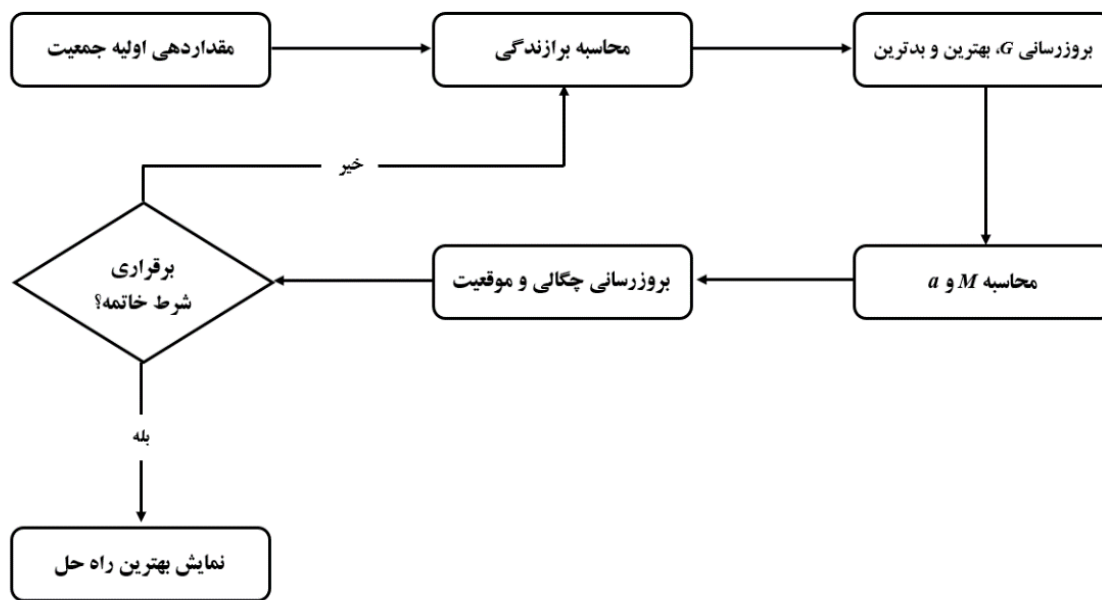 مقداردهی اولیه جمعیت
محاسبه برازندگی
بروزرسانی G، بهترین و بدترین
محاسبه M و a
بروزرسانی چگالی و موقعیت
برقراری
شرط خاتمه؟
خیر
بله
نمایش بهترین راه حل